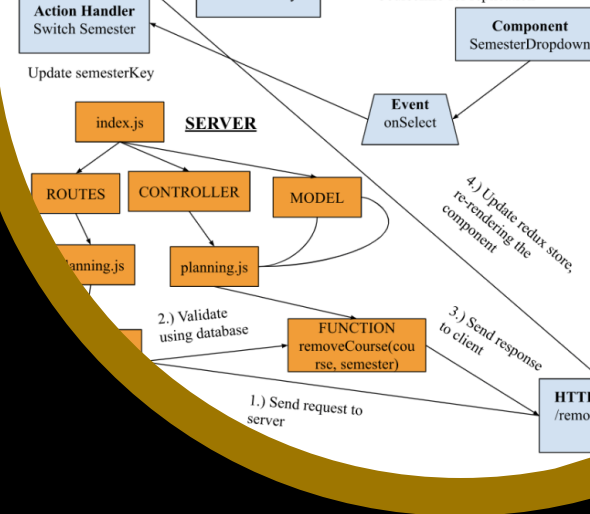 Action Handler
Switch Semester
Component
SemesterDropdown
Update semesterKey
Event
onSelect
index.js
SERVER
ROUTES
CONTROLLER
MODEL
4.) Update redux store,
re-rendering the
component
planning.js
2.) Validate
using database
FUNCTION
removeCourse(cou
rse, semester)
3.) Send response
to client
1.) Send request to
server